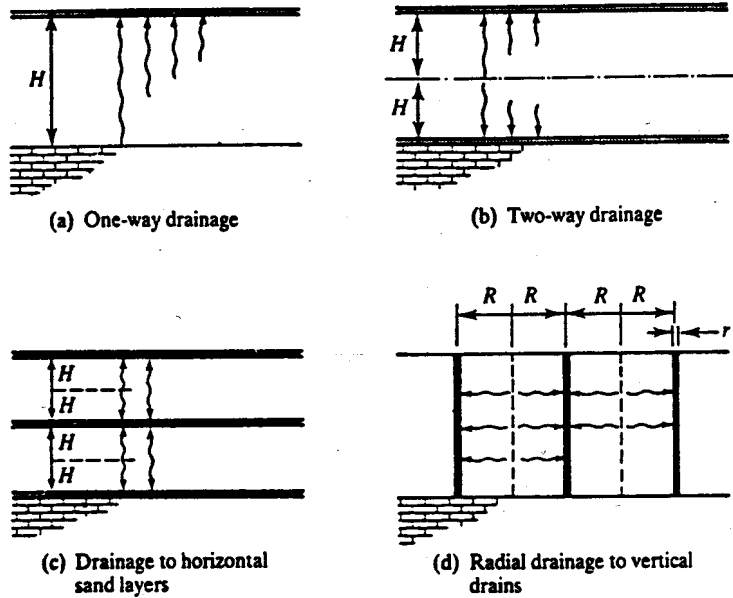 H
(a) One-way drainage
H
H
(b) Two-way drainage
H
H
H
H
(c) Drainage to horizontal
sand layers
R R R R
r
(d) Radial drainage to vertical
drains